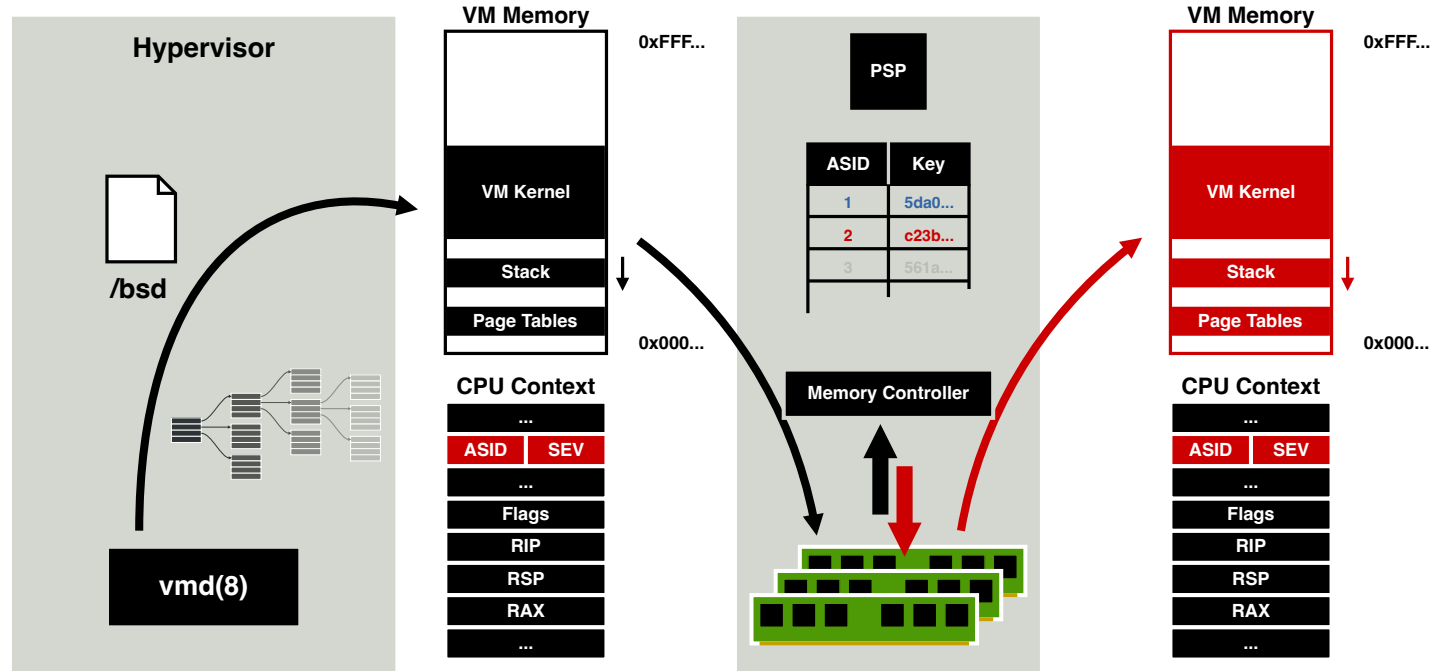 Hypervisor
/bsd
vmd(8)
VM Memory
0xFFF...
VM Kernel
Stack
Page Tables
0x000...
CPU Context
...
ASID SEV
...
Flags
RIP
RSP
RAX
...
PSP
ASID Key
1 5da0...
2 c23b...
3 561a...
Memory Controller
VM Memory
0xFFF...
VM Kernel
Stack
Page Tables
0x000...
CPU Context
...
ASID SEV
...
Flags
RIP
RSP
RAX
...